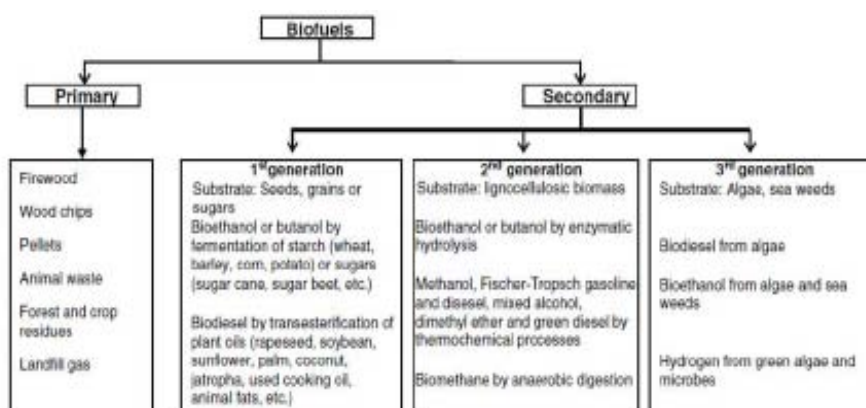 Biofuels
Primary
Secondary
Firewood
Wood chips
Pellets
Animal waste
Forest and crop
residues
Landfill gas
1st generation
Substrate: Seeds, grains or
sugars
Bioethanol or butanol by
fermentation of starch (wheat,
barley, corn, potato) or sugars
(sugar cane, sugar beet, etc.)
Biodiesel by transesterification of
plant oils (rapeseed, soybean,
sunflower, palm, coconut,
jatropha, used cooking oil,
animal fats, etc.)
2nd generation
Substrate: lignocellulosic biomass
Bioethanol or butanol by enzymatic
hydrolysis
Methanol, Fischer-Tropsch gasoline
and disesel, mixed alcohol,
dimethyl ether and green diesel by
thermochemical processes
Biomethane by anaerobic digestion
3rd generation
Substrate: Algae, sea weeds
Biodiesel from algae
Bioethanol from algae and sea
weeds
Hydrogen from green algae and
microbes